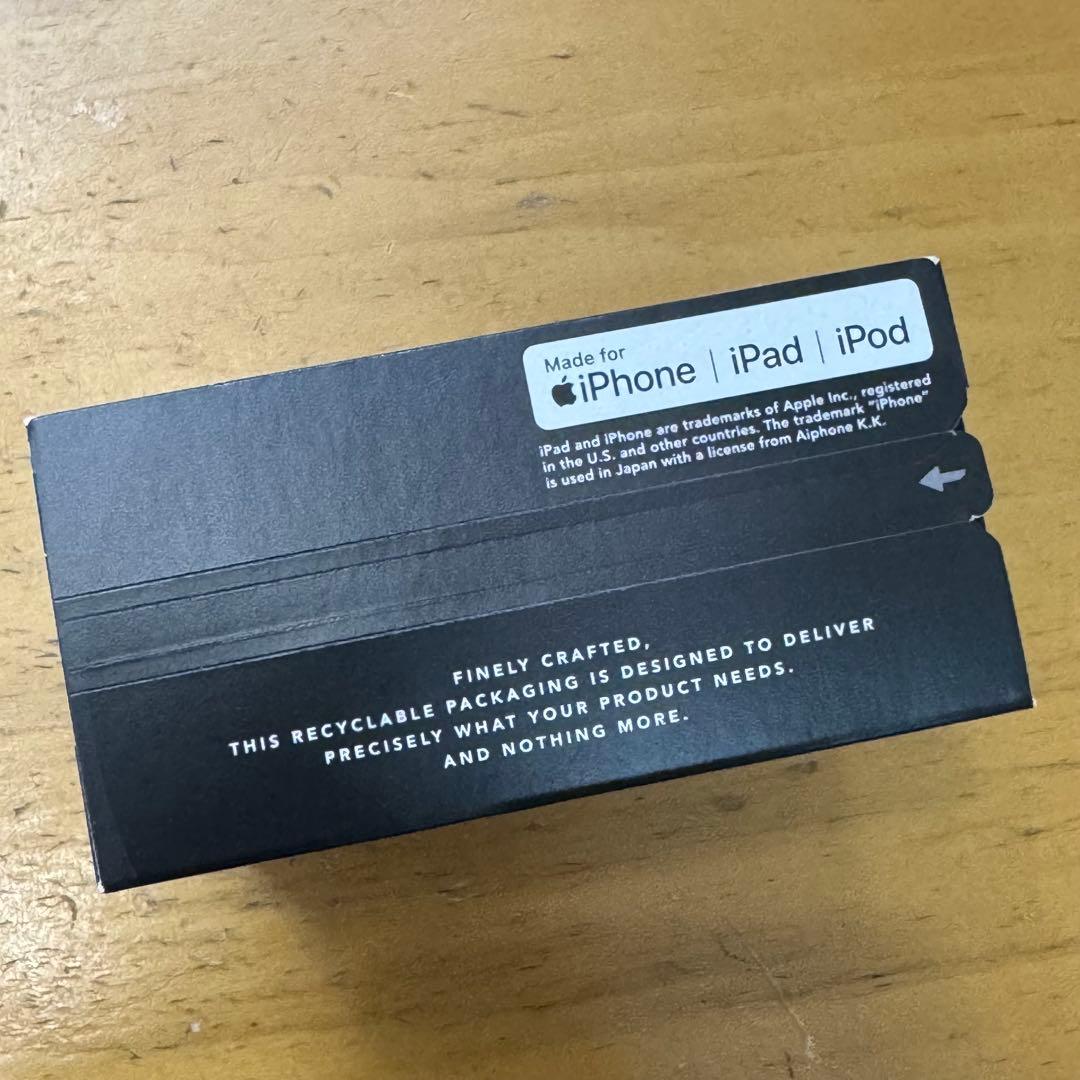 Made for
iPhone | iPad | iPod
iPad and iPhone are trademarks of Apple Inc., registered
in the U.S. and other countries. The trademark "iPhone"
is used in Japan with a license from Aiphone K.K.
FINELY CRAFTED,
THIS RECYCLABLE PACKAGING IS DESIGNED TO DELIVER
PRECISELY WHAT YOUR PRODUCT NEEDS.
AND NOTHING MORE.